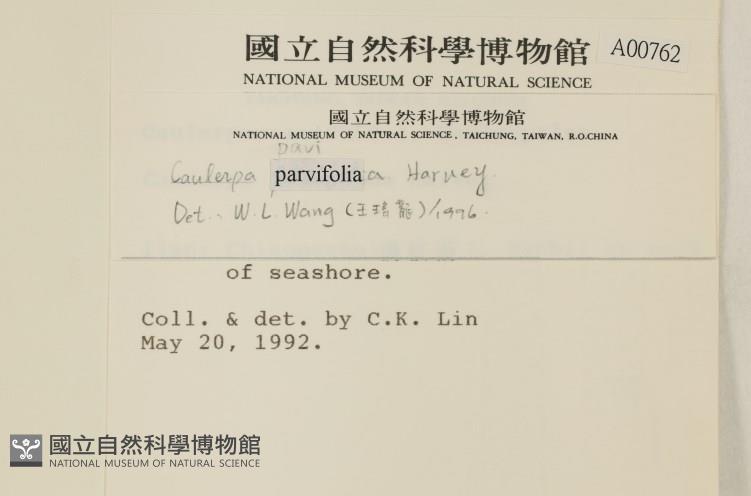 國立自然科學博物館
A00762
NATIONAL MUSEUM OF NATURAL SCIENCE
國立自然科學博物館
NATIONAL MUSEUM OF NATURAL SCIENCE, TAICHUNG, TAIWAN, R.O.CHINA
parvi
Caulerpa parvifolia a Harvey.
Det.: W.L. Wang (王瑋龍)/1996.
of seashore.
Coll. & det. by C.K. Lin
May 20, 1992.
國立自然科學博物館
NATIONAL MUSEUM OF NATURAL SCIENCE